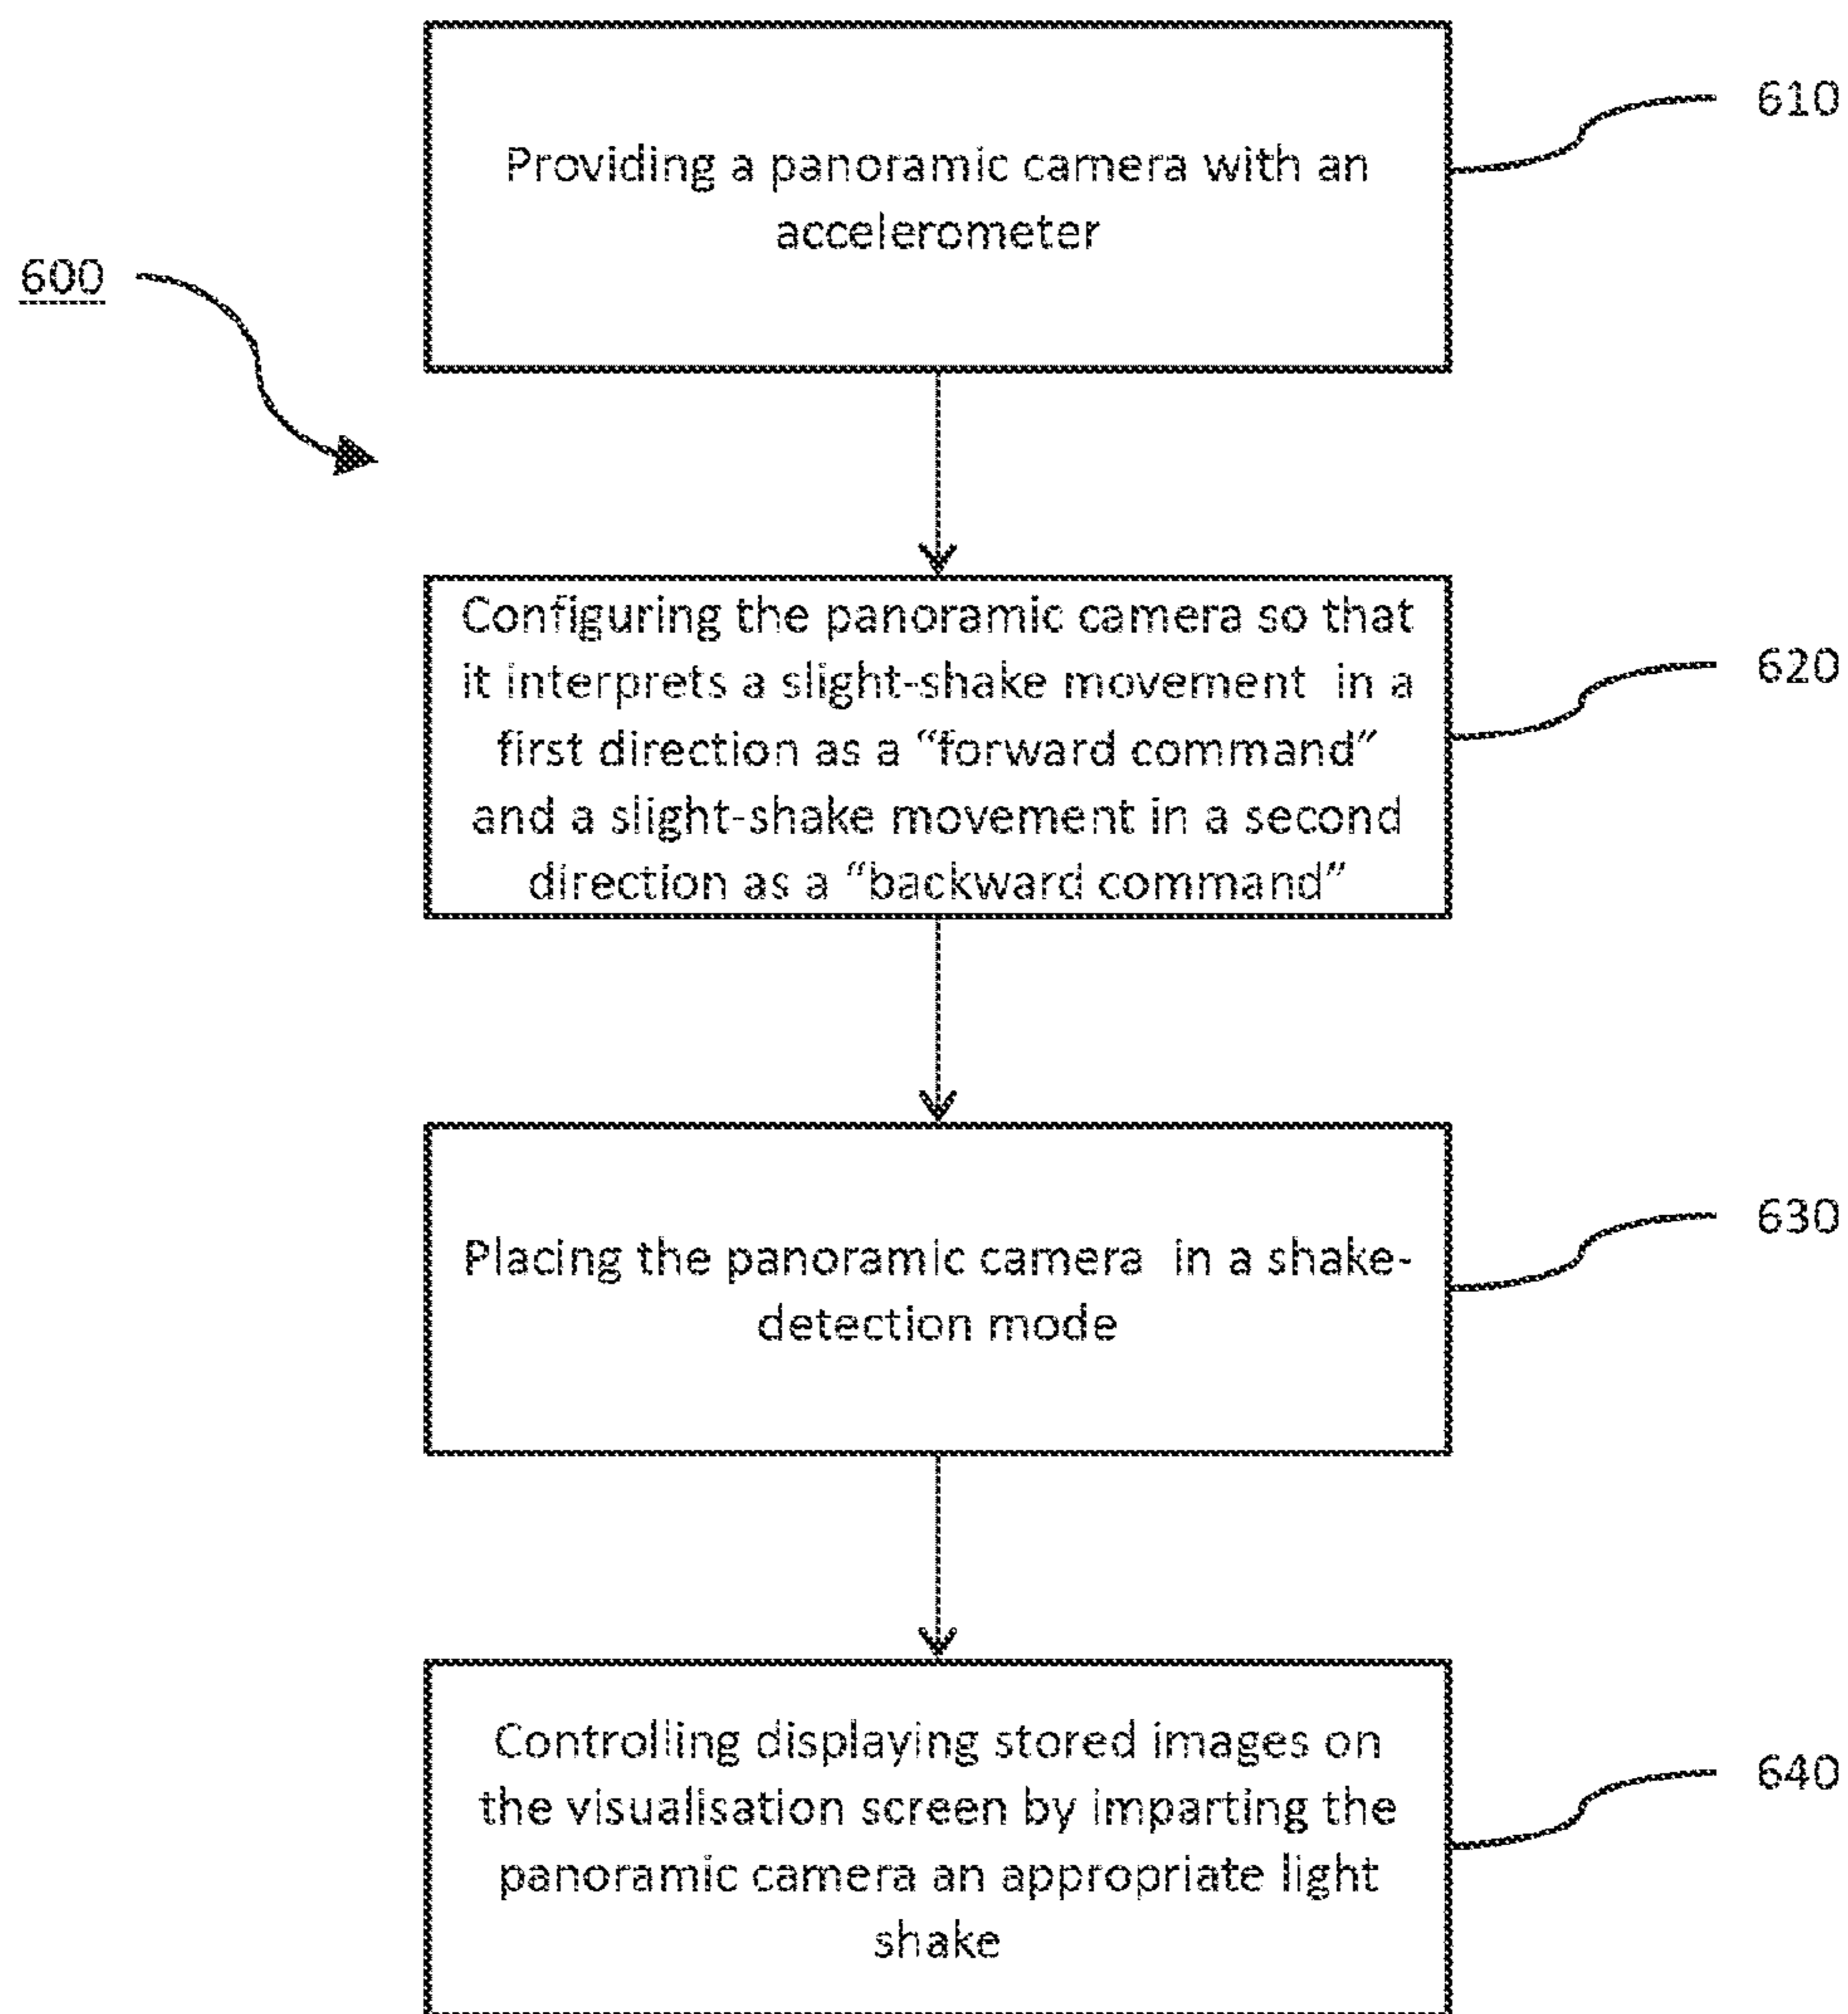 610
Providing a panoramic camera with an
accelerometer
600
Configuring the panoramic camera so that
it interprets a slight-shake movement in a
first direction as a “forward command”
and a slight-shake movement in a second
direction as a “backward command”
620
Placing the panoramic camera in a shake-
detection mode
630
Controlling displaying stored images on
the visualisation screen by imparting the
panoramic camera an appropriate light
shake
640